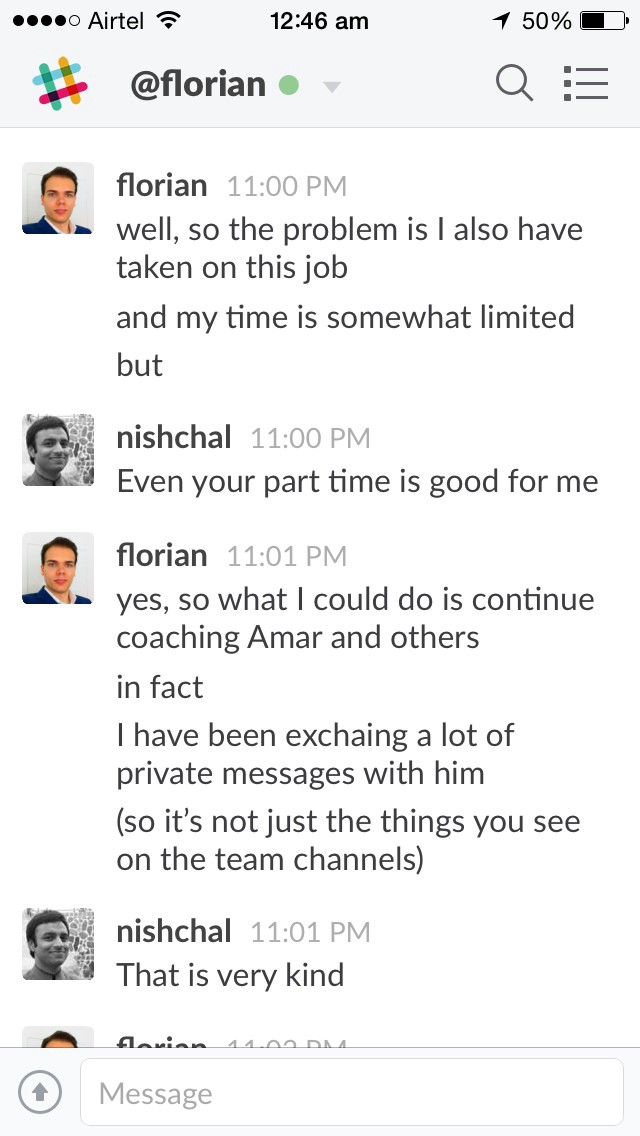 Airtel 12:46 am 50%
@florian
florian 11:00 PM
well, so the problem is I also have
taken on this job
and my time is somewhat limited
but
nishchal 11:00 PM
Even your part time is good for me
florian 11:01 PM
yes, so what I could do is continue
coaching Amar and others
in fact
I have been exchaing a lot of
private messages with him
(so it's not just the things you see
on the team channels)
nishchal 11:01 PM
That is very kind
florian 11:02 PM
Message